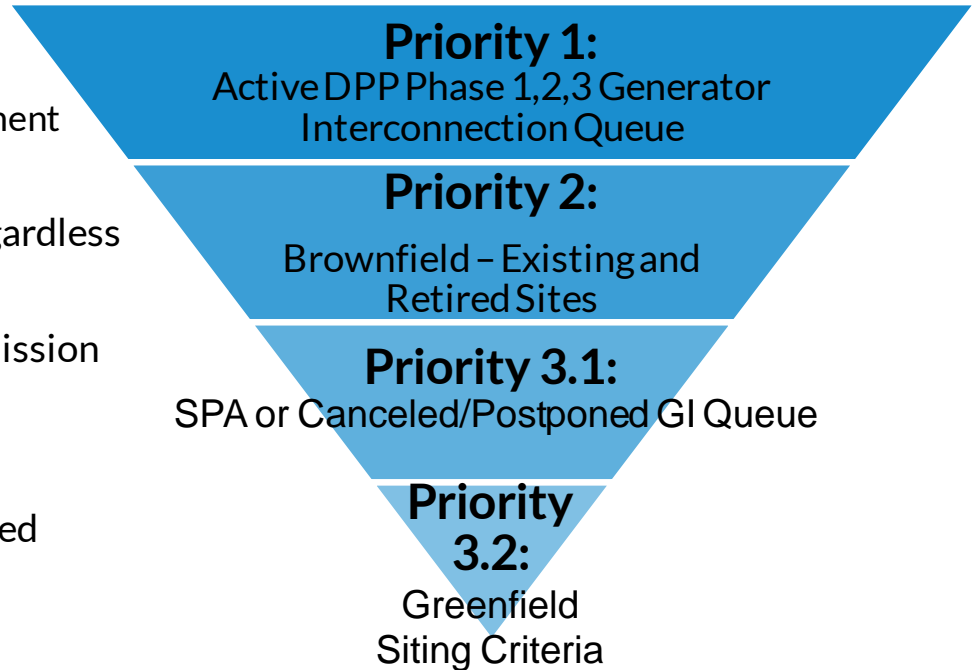 Priority 1:
Active DPP Phase 1,2,3 Generator
Interconnection Queue
Priority 2:
Brownfield – Existing and
Retired Sites
Priority 3.1:
SPA or Canceled/Postponed GI Queue
Priority
3.2:
Greenfield
Siting Criteria